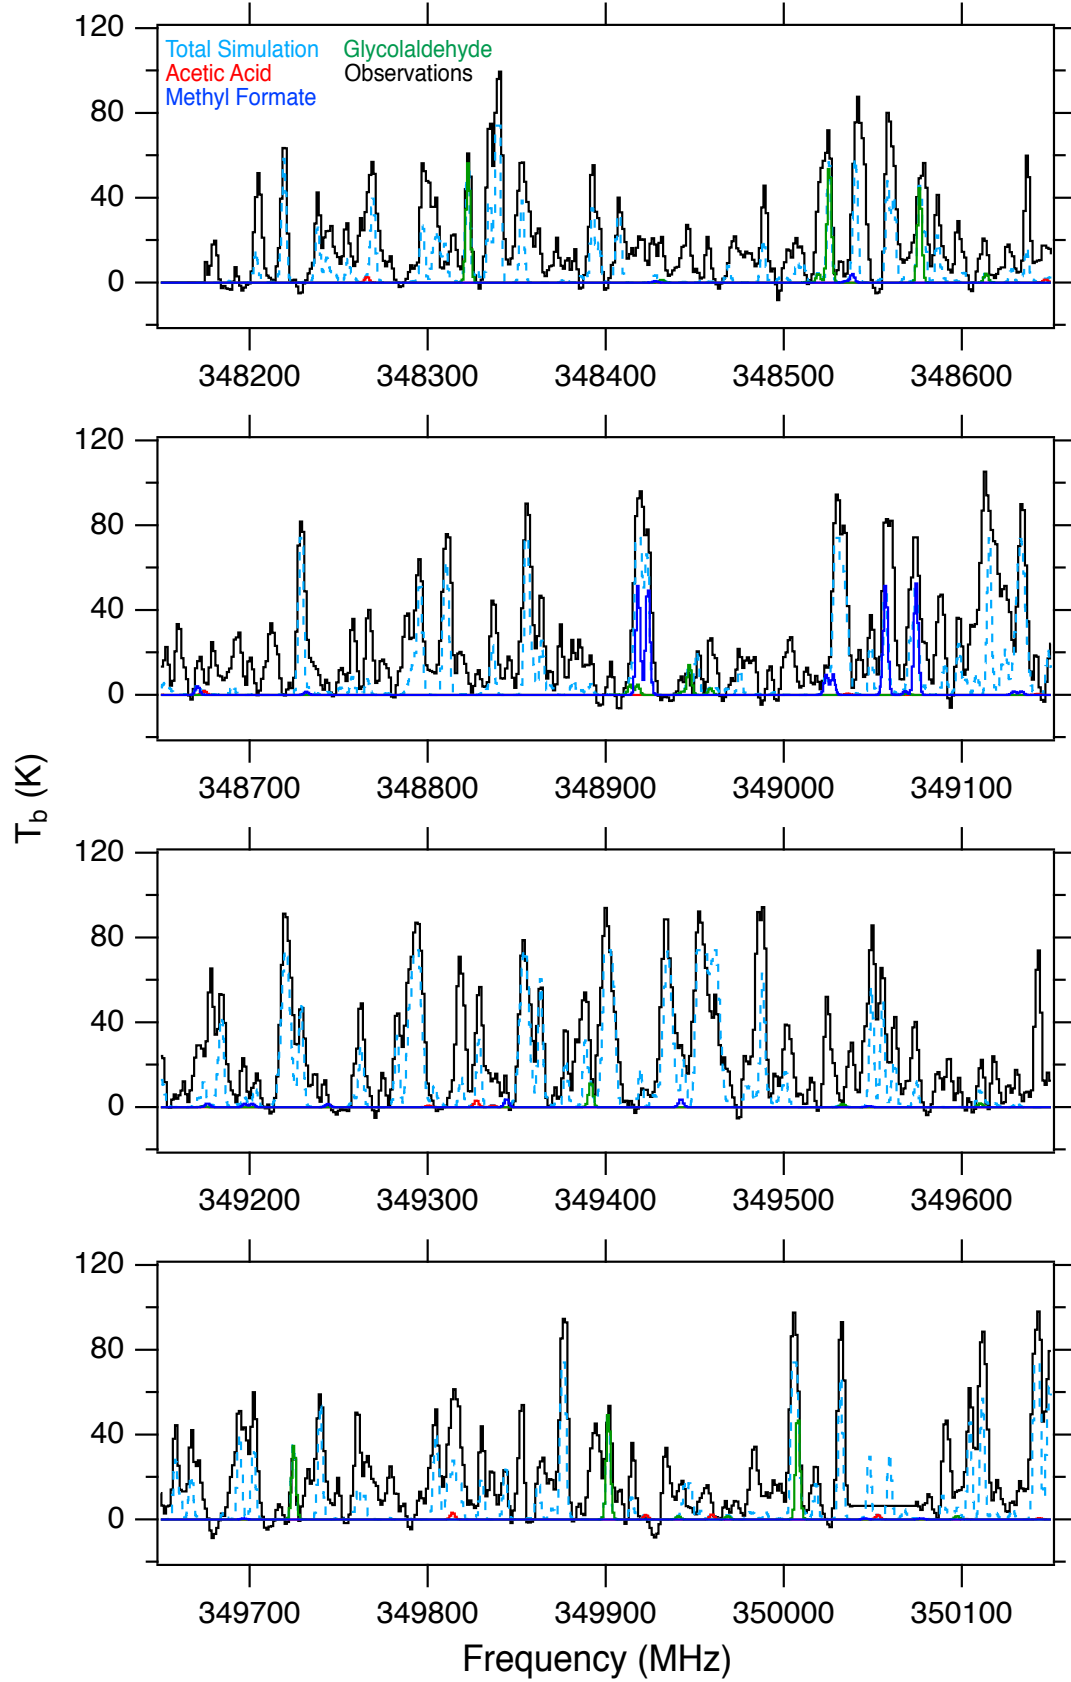 120
Total Simulation Glycolaldehyde
Acetic Acid Observations
Methyl Formate
80
40
0
348200 348300 348400 348500 348600
120
80
40
0
348700 348800 348900 349000 349100
T_b (K)
120
80
40
0
349200 349300 349400 349500 349600
120
80
40
0
349700 349800 349900 350000 350100
Frequency (MHz)